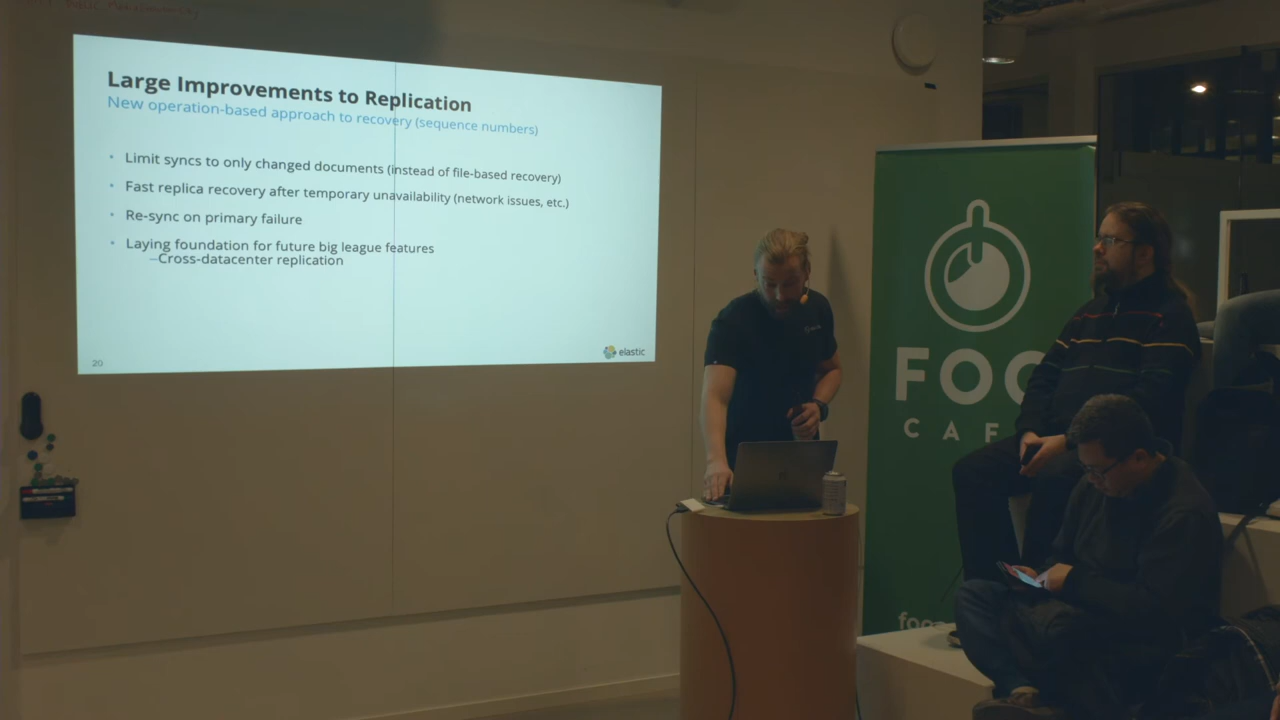 Large Improvements to Replication
New operation-based approach to recovery (sequence numbers)
Limit syncs to only changed documents (instead of file-based recovery)
Fast replica recovery after temporary unavailability (network issues, etc.)
Re-sync on primary failure
Laying foundation for future big league features
–Cross-datacenter replication
20
elastic
FOO
CAF
fooc